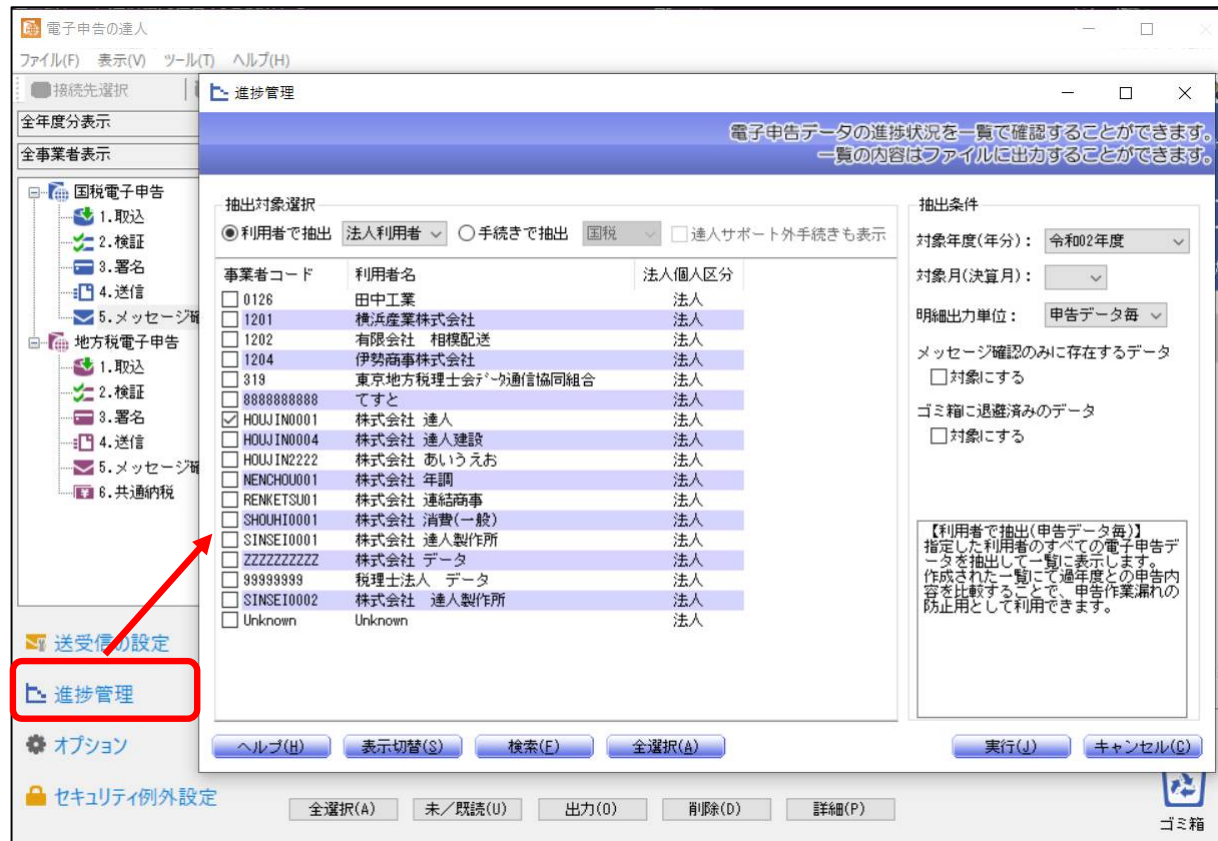 電子申告の達人
ファイル(F) 表示(V) ツール(T) ヘルプ(H)
接続先選択
全年度分表示
全事業者表示
国税電子申告
1.取込
2.検証
3.署名
4.送信
5.メッセージ確
地方税電子申告
1.取込
2.検証
3.署名
4.送信
5.メッセージ確
6.共通納税
送受信の設定
進捗管理
オプション
セキュリティ例外設定
進捗管理
電子申告データの進捗状況を一覧で確認することができます。
一覧の内容はファイルに出力することができます。
抽出対象選択
利用者で抽出 法人利用者 手続きで抽出 国税 達人サポート外手続きも表示
事業者コード 利用者名 法人個人区分
0126 田中工業 法人
1201 横浜産業株式会社 法人
1202 有限会社 相模配送 法人
1204 伊勢商事株式会社 法人
319 東京地方税理士会データ通信協同組合 法人
8888888888 てすと 法人
HOUJIN0001 株式会社 達人 法人
HOUJIN0004 株式会社 達人建設 法人
HOUJIN2222 株式会社 あいうえお 法人
NENCHOU001 株式会社 年調 法人
RENKETSU01 株式会社 連結商事 法人
SHOUHI0001 株式会社 消費(一般) 法人
SINSEI0001 株式会社 達人製作所 法人
ZZZZZZZZZZ 株式会社 データ 法人
99999999 税理士法人 データ 法人
SINSEI0002 株式会社 達人製作所 法人
Unknown Unknown 法人
抽出条件
対象年度(年分): 令和02年度
対象月(決算月):
明細出力単位: 申告データ毎
メッセージ確認のみに存在するデータ
対象にする
ゴミ箱に退避済みのデータ
対象にする
【利用者で抽出(申告データ毎)】
指定した利用者のすべての電子申告デ
ータを抽出して一覧に表示します。
作成された一覧にて過年度との申告内
容を比較することで、申告作業漏れの
防止用として利用できます。
ヘルプ(H) 表示切替(S) 検索(F) 全選択(A) 実行(J) キャンセル(C)
全選択(A) 未/既読(U) 出力(O) 削除(D) 詳細(P)
ゴミ箱